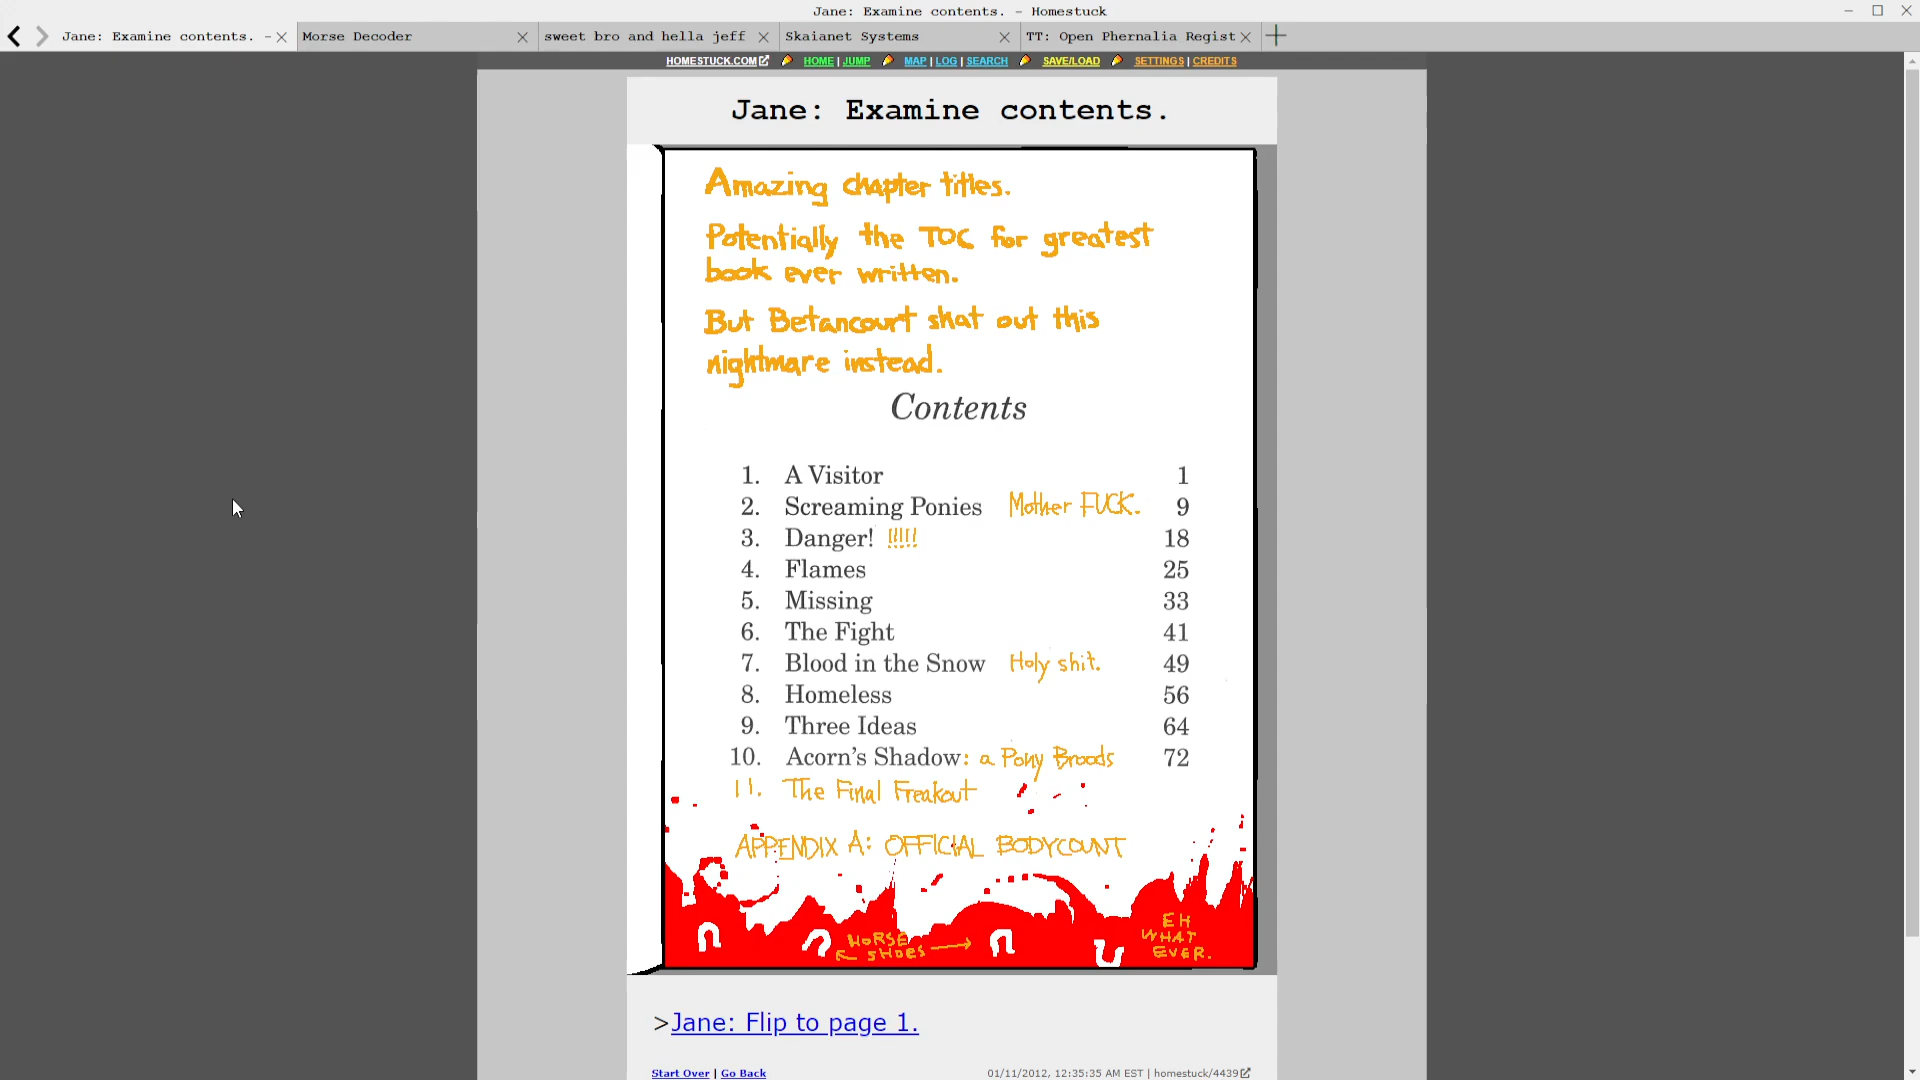 Jane: Examine contents. - Homestuck
Jane: Examine contents. -
Morse Decoder
sweet bro and hella jeff
Skaianet Systems
TT: Open Phernalia Regist
HOMESTUCK.COM HOME | JUMP MAP | LOG | SEARCH SAVE/LOAD SETTINGS | CREDITS
Jane: Examine contents.
Amazing chapter titles.
Potentially the TOC for greatest
book ever written.
But Betancourt shat out this
nightmare instead.
Contents
1. A Visitor 1
2. Screaming Ponies Mother FUCK. 9
3. Danger! !!!!! 18
4. Flames 25
5. Missing 33
6. The Fight 41
7. Blood in the Snow Holy shit. 49
8. Homeless 56
9. Three Ideas 64
10. Acorn's Shadow: a Pony Broods 72
11. The Final Freakout
APPENDIX A: OFFICIAL BODYCOUNT
HORSE
SHOES
EH
WHAT
EVER.
>Jane: Flip to page 1.
Start Over | Go Back 01/11/2012, 12:35:35 AM EST | homestuck/4439